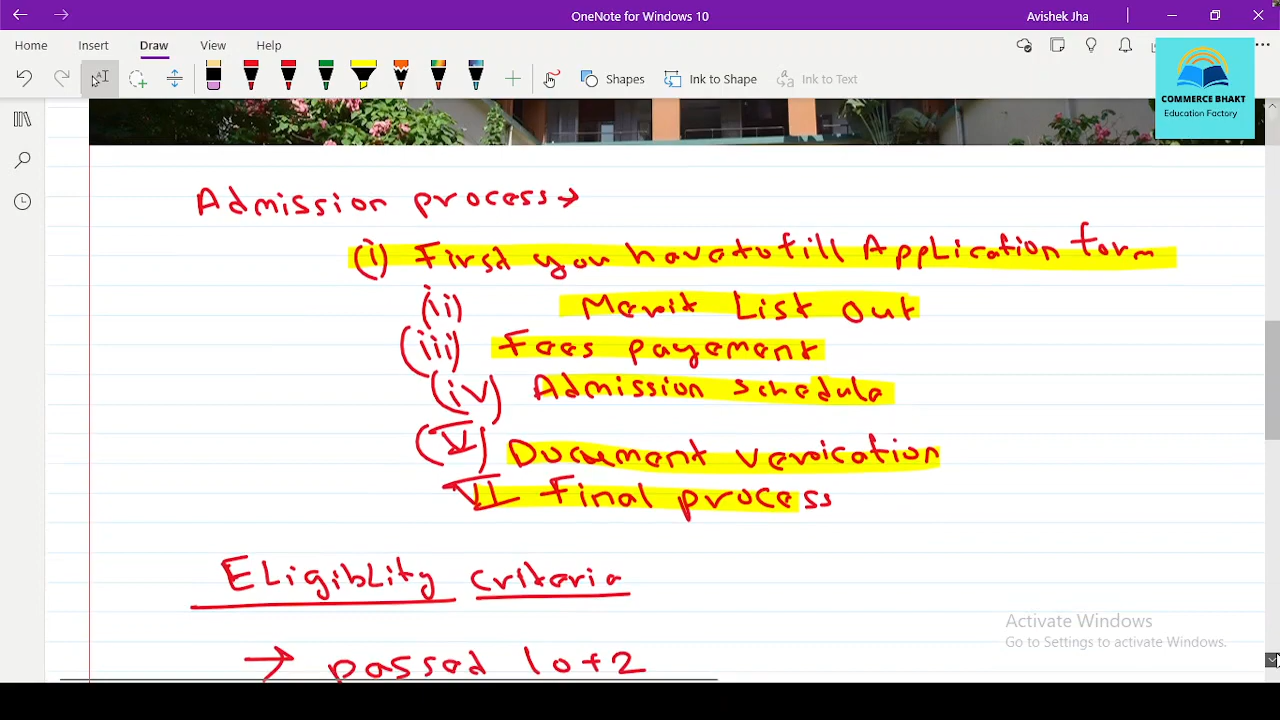 OneNote for Windows 10
Avishek Jha
Home Insert Draw View Help
Shapes Ink to Shape Ink to Text
COMMERCE BHAKT
Education Factory
Admission process →
(i) First you have to fill Application form
(ii) Merit List Out
(iii) Fees payement
(iv) Admission schedule
(V) Document verication
VI Final process
ELigiblity criteria
→ passed 10+2
Activate Windows
Go to Settings to activate Windows.